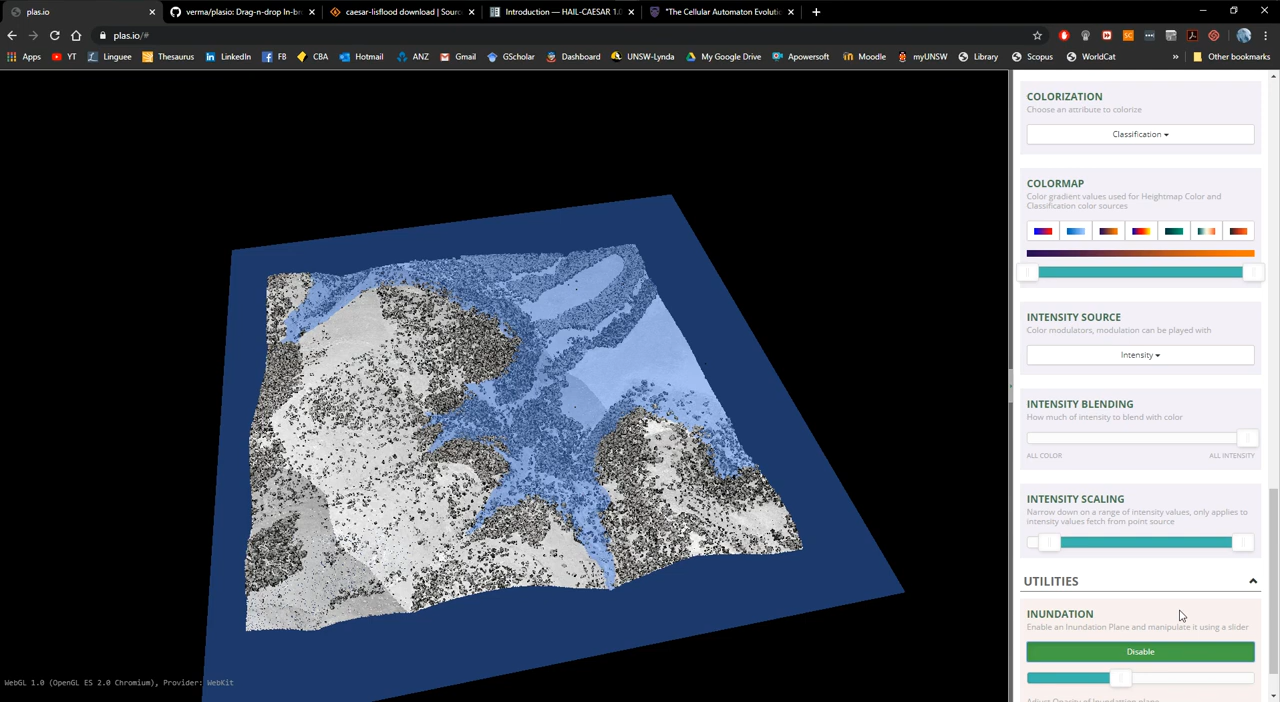 plas.io
verma/plasio: Drag-n-drop In-bro
caesar-lisflood download | Sourc
Introduction — HAIL-CAESAR 1.0
"The Cellular Automaton Evolutio
plas.io/#
Apps YT Linguee Thesaurus LinkedIn FB CBA Hotmail ANZ Gmail GScholar Dashboard UNSW-Lynda My Google Drive Apowersoft Moodle myUNSW Library Scopus WorldCat » Other bookmarks
COLORIZATION
Choose an attribute to colorize
Classification
COLORMAP
Color gradient values used for Heightmap Color and
Classification color sources
INTENSITY SOURCE
Color modulators, modulation can be played with
Intensity
INTENSITY BLENDING
How much of intensity to blend with color
ALL COLOR ALL INTENSITY
INTENSITY SCALING
Narrow down on a range of intensity values, only applies to
intensity values fetch from point source
UTILITIES
INUNDATION
Enable an Inundation Plane and manipulate it using a slider
Disable
WebGL 1.0 (OpenGL ES 2.0 Chromium), Provider: WebKit
Adjust Opacity of Inundation plane